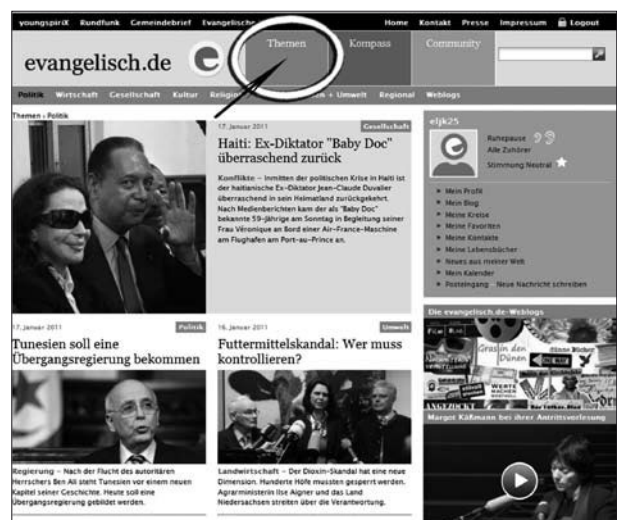 youngspiriX Rundfunk Gemeindebrief Evangelische Home Kontakt Presse Impressum Logout
evangelisch.de e Themen Kompass Community
Politik Wirtschaft Gesellschaft Kultur + Umwelt Regional Weblogs
Themen › Politik
17. Januar 2011 Gesellschaft
Haiti: Ex-Diktator "Baby Doc"
überraschend zurück
Konflikte – Inmitten der politischen Krise in Haiti ist
der haitianische Ex-Diktator Jean-Claude Duvalier
überraschend in sein Heimatland zurückgekehrt.
Nach Medienberichten kam der als "Baby Doc"
bekannte 59-Jährige am Sonntag in Begleitung seiner
Frau Véronique an Bord einer Air-France-Maschine
am Flughafen am Port-au-Prince an.
17. Januar 2011 Politik
Tunesien soll eine
Übergangsregierung bekommen
Regierung – Nach der Flucht des autoritären
Herrschers Ben Ali steht Tunesien vor einem neuen
Kapitel seiner Geschichte. Heute soll eine
Übergangsregierung gebildet werden.
16. Januar 2011 Umwelt
Futtermittelskandal: Wer muss
kontrollieren?
Landwirtschaft – Der Dioxin-Skandal hat eine neue
Dimension. Hunderte Höfe mussten gesperrt werden.
Agrarministerin Ilse Aigner und das Land
Niedersachsen streiten über die Verantwortung.
eljk25
Ruhepause
Alle Zuhörer
Stimmung Neutral
» Mein Profil
» Mein Blog
» Meine Kreise
» Meine Favoriten
» Meine Kontakte
» Meine Lebensbücher
» Neues aus meiner Welt
» Mein Kalender
» Posteingang - Neue Nachricht schreiben
Die evangelisch.de-Weblogs
Film
Gras in den
Dünen
WERTE
MACHEN
Margot Käßmann bei ihrer Antrittsvorlesung